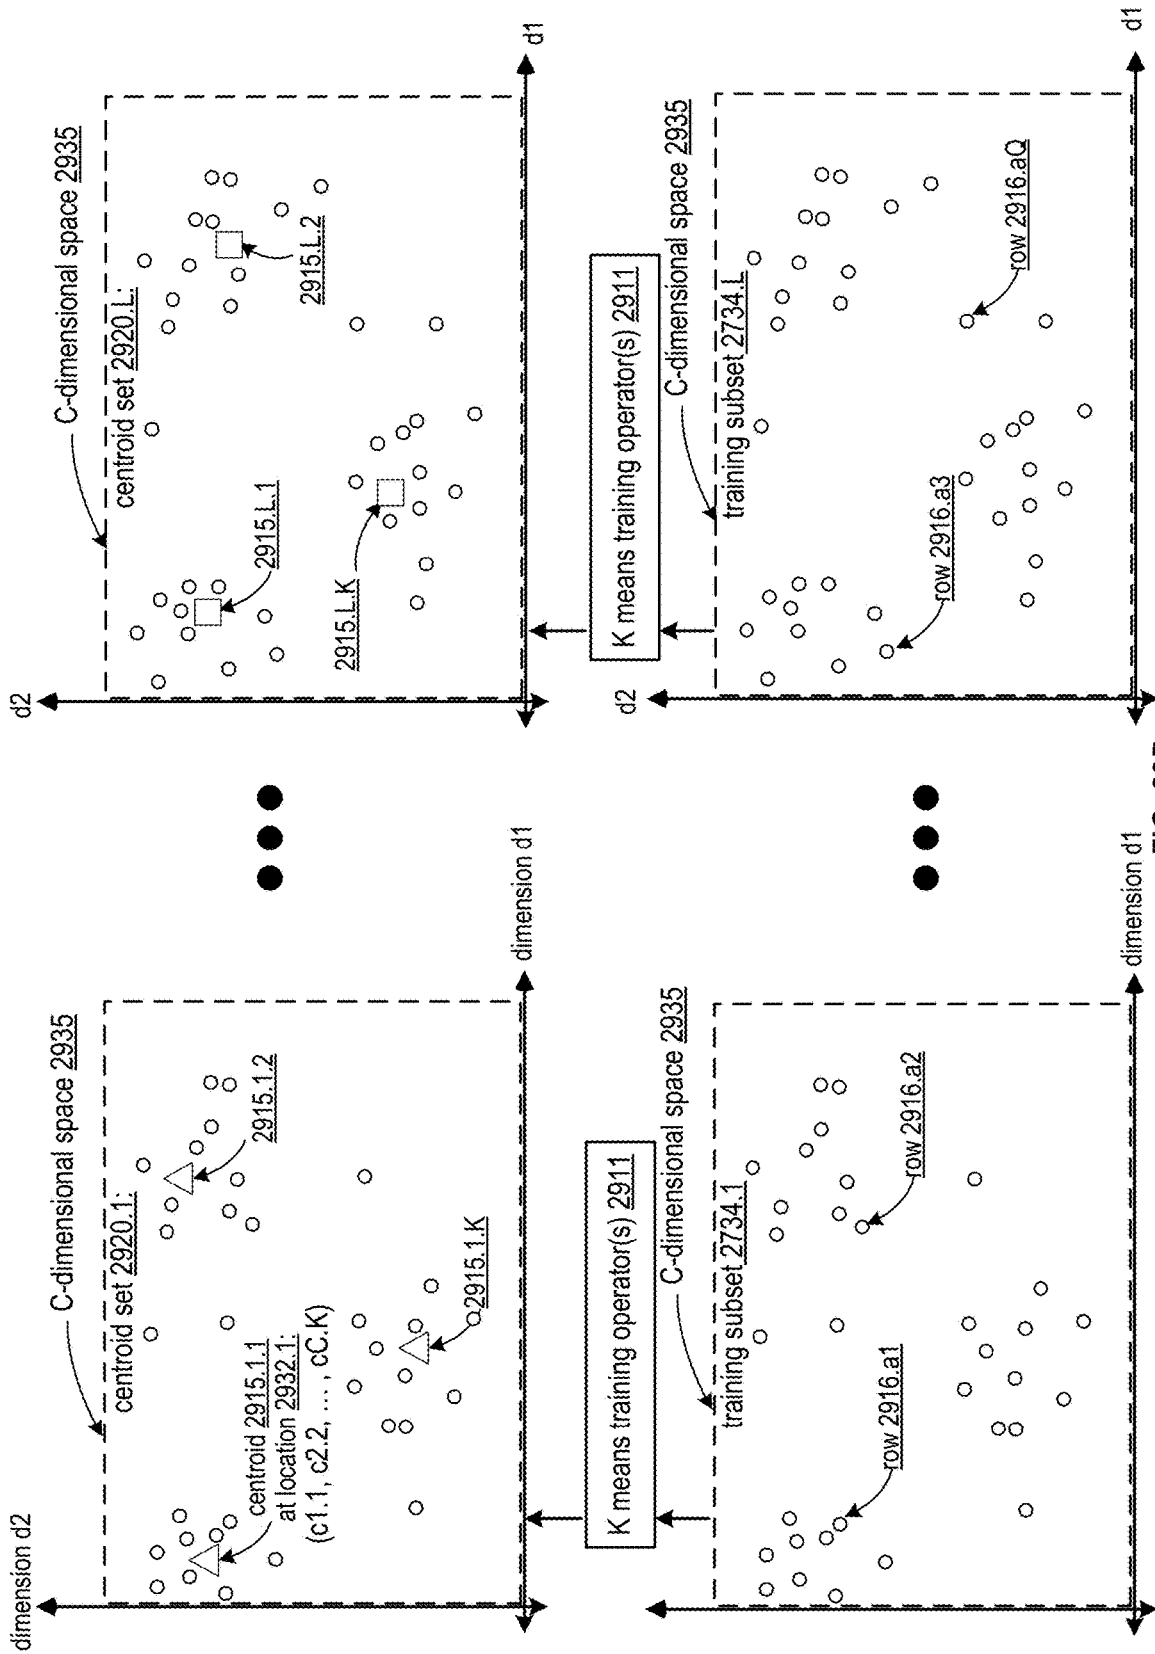 dimension d2
C-dimensional space 2935
centroid set 2920.1:
2915.1.2
centroid 2915.1.1
at location 2932.1:
(c1.1, c2.2, … , cC.K)
2915.1.K
dimension d1
K means training operator(s) 2911
C-dimensional space 2935
training subset 2734.1
row 2916.a1
row 2916.a2
dimension d1
d2
C-dimensional space 2935
centroid set 2920.L:
2915.L.1
2915.L.2
2915.L.K
d1
K means training operator(s) 2911
d2
C-dimensional space 2935
training subset 2734.L
row 2916.a3
row 2916.aQ
d1